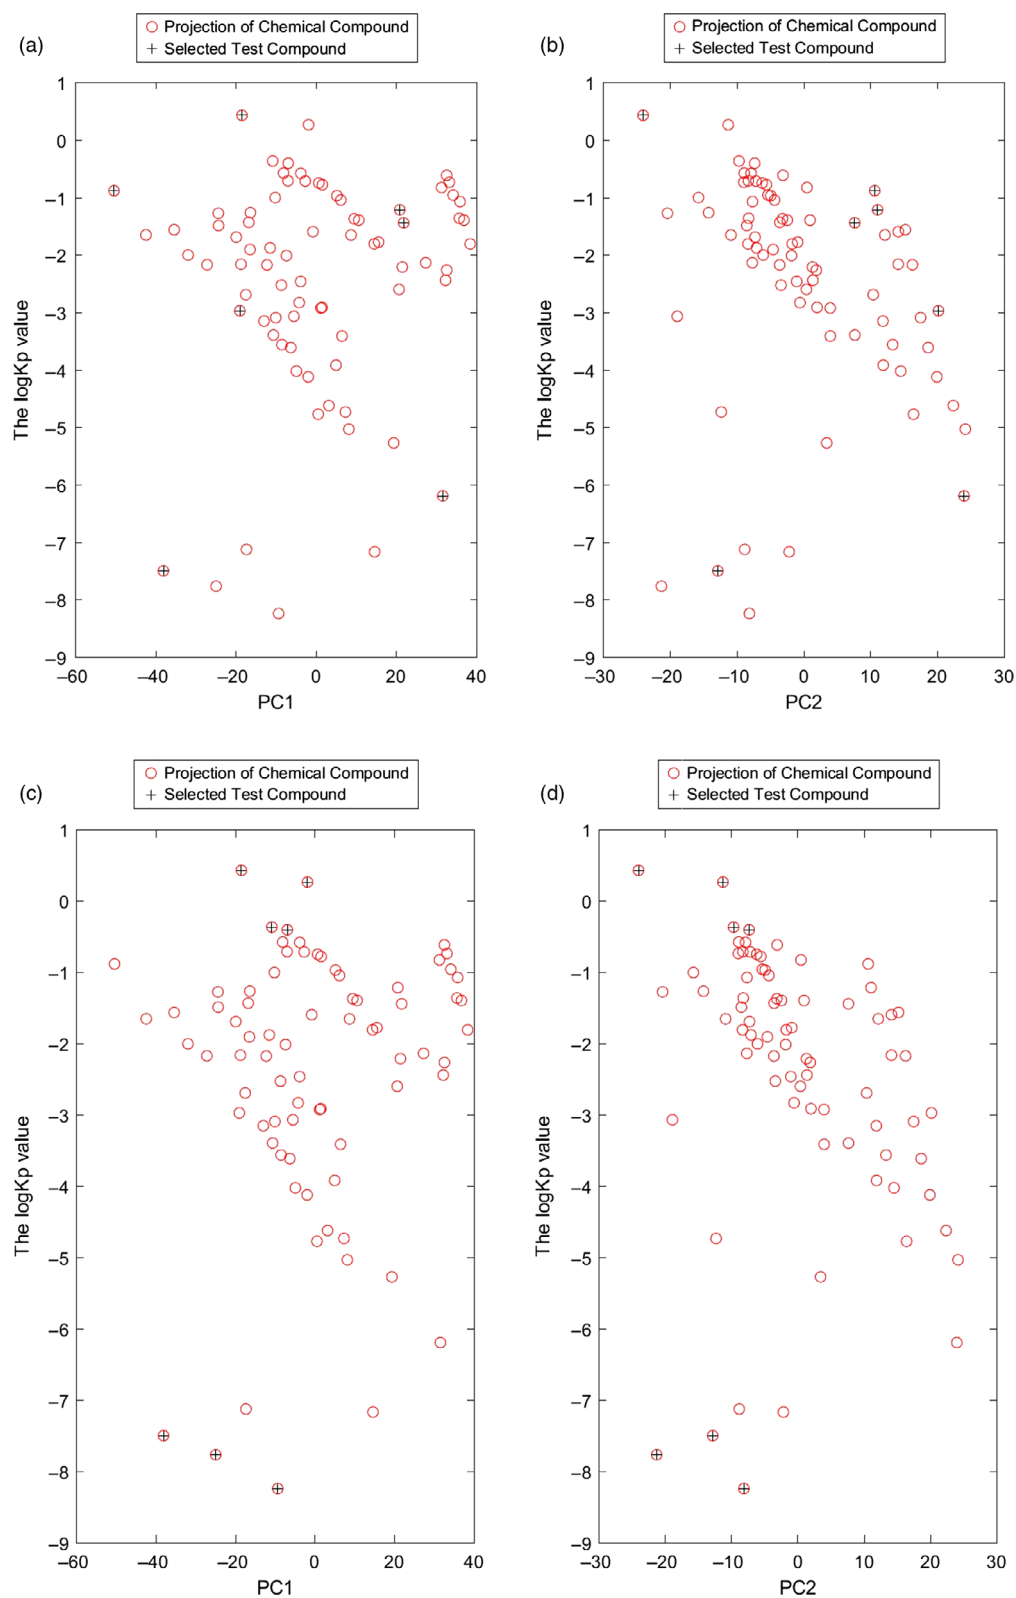 (a)
Projection of Chemical Compound
Selected Test Compound
1
0
–1
–2
–3
–4
–5
–6
–7
–8
–9
The logKp value
–60 –40 –20 0 20 40
PC1
(b)
Projection of Chemical Compound
Selected Test Compound
1
0
–1
–2
–3
–4
–5
–6
–7
–8
–9
The logKp value
–30 –20 –10 0 10 20 30
PC2
(c)
Projection of Chemical Compound
Selected Test Compound
1
0
–1
–2
–3
–4
–5
–6
–7
–8
–9
The logKp value
–60 –40 –20 0 20 40
PC1
(d)
Projection of Chemical Compound
Selected Test Compound
1
0
–1
–2
–3
–4
–5
–6
–7
–8
–9
The logKp value
–30 –20 –10 0 10 20 30
PC2